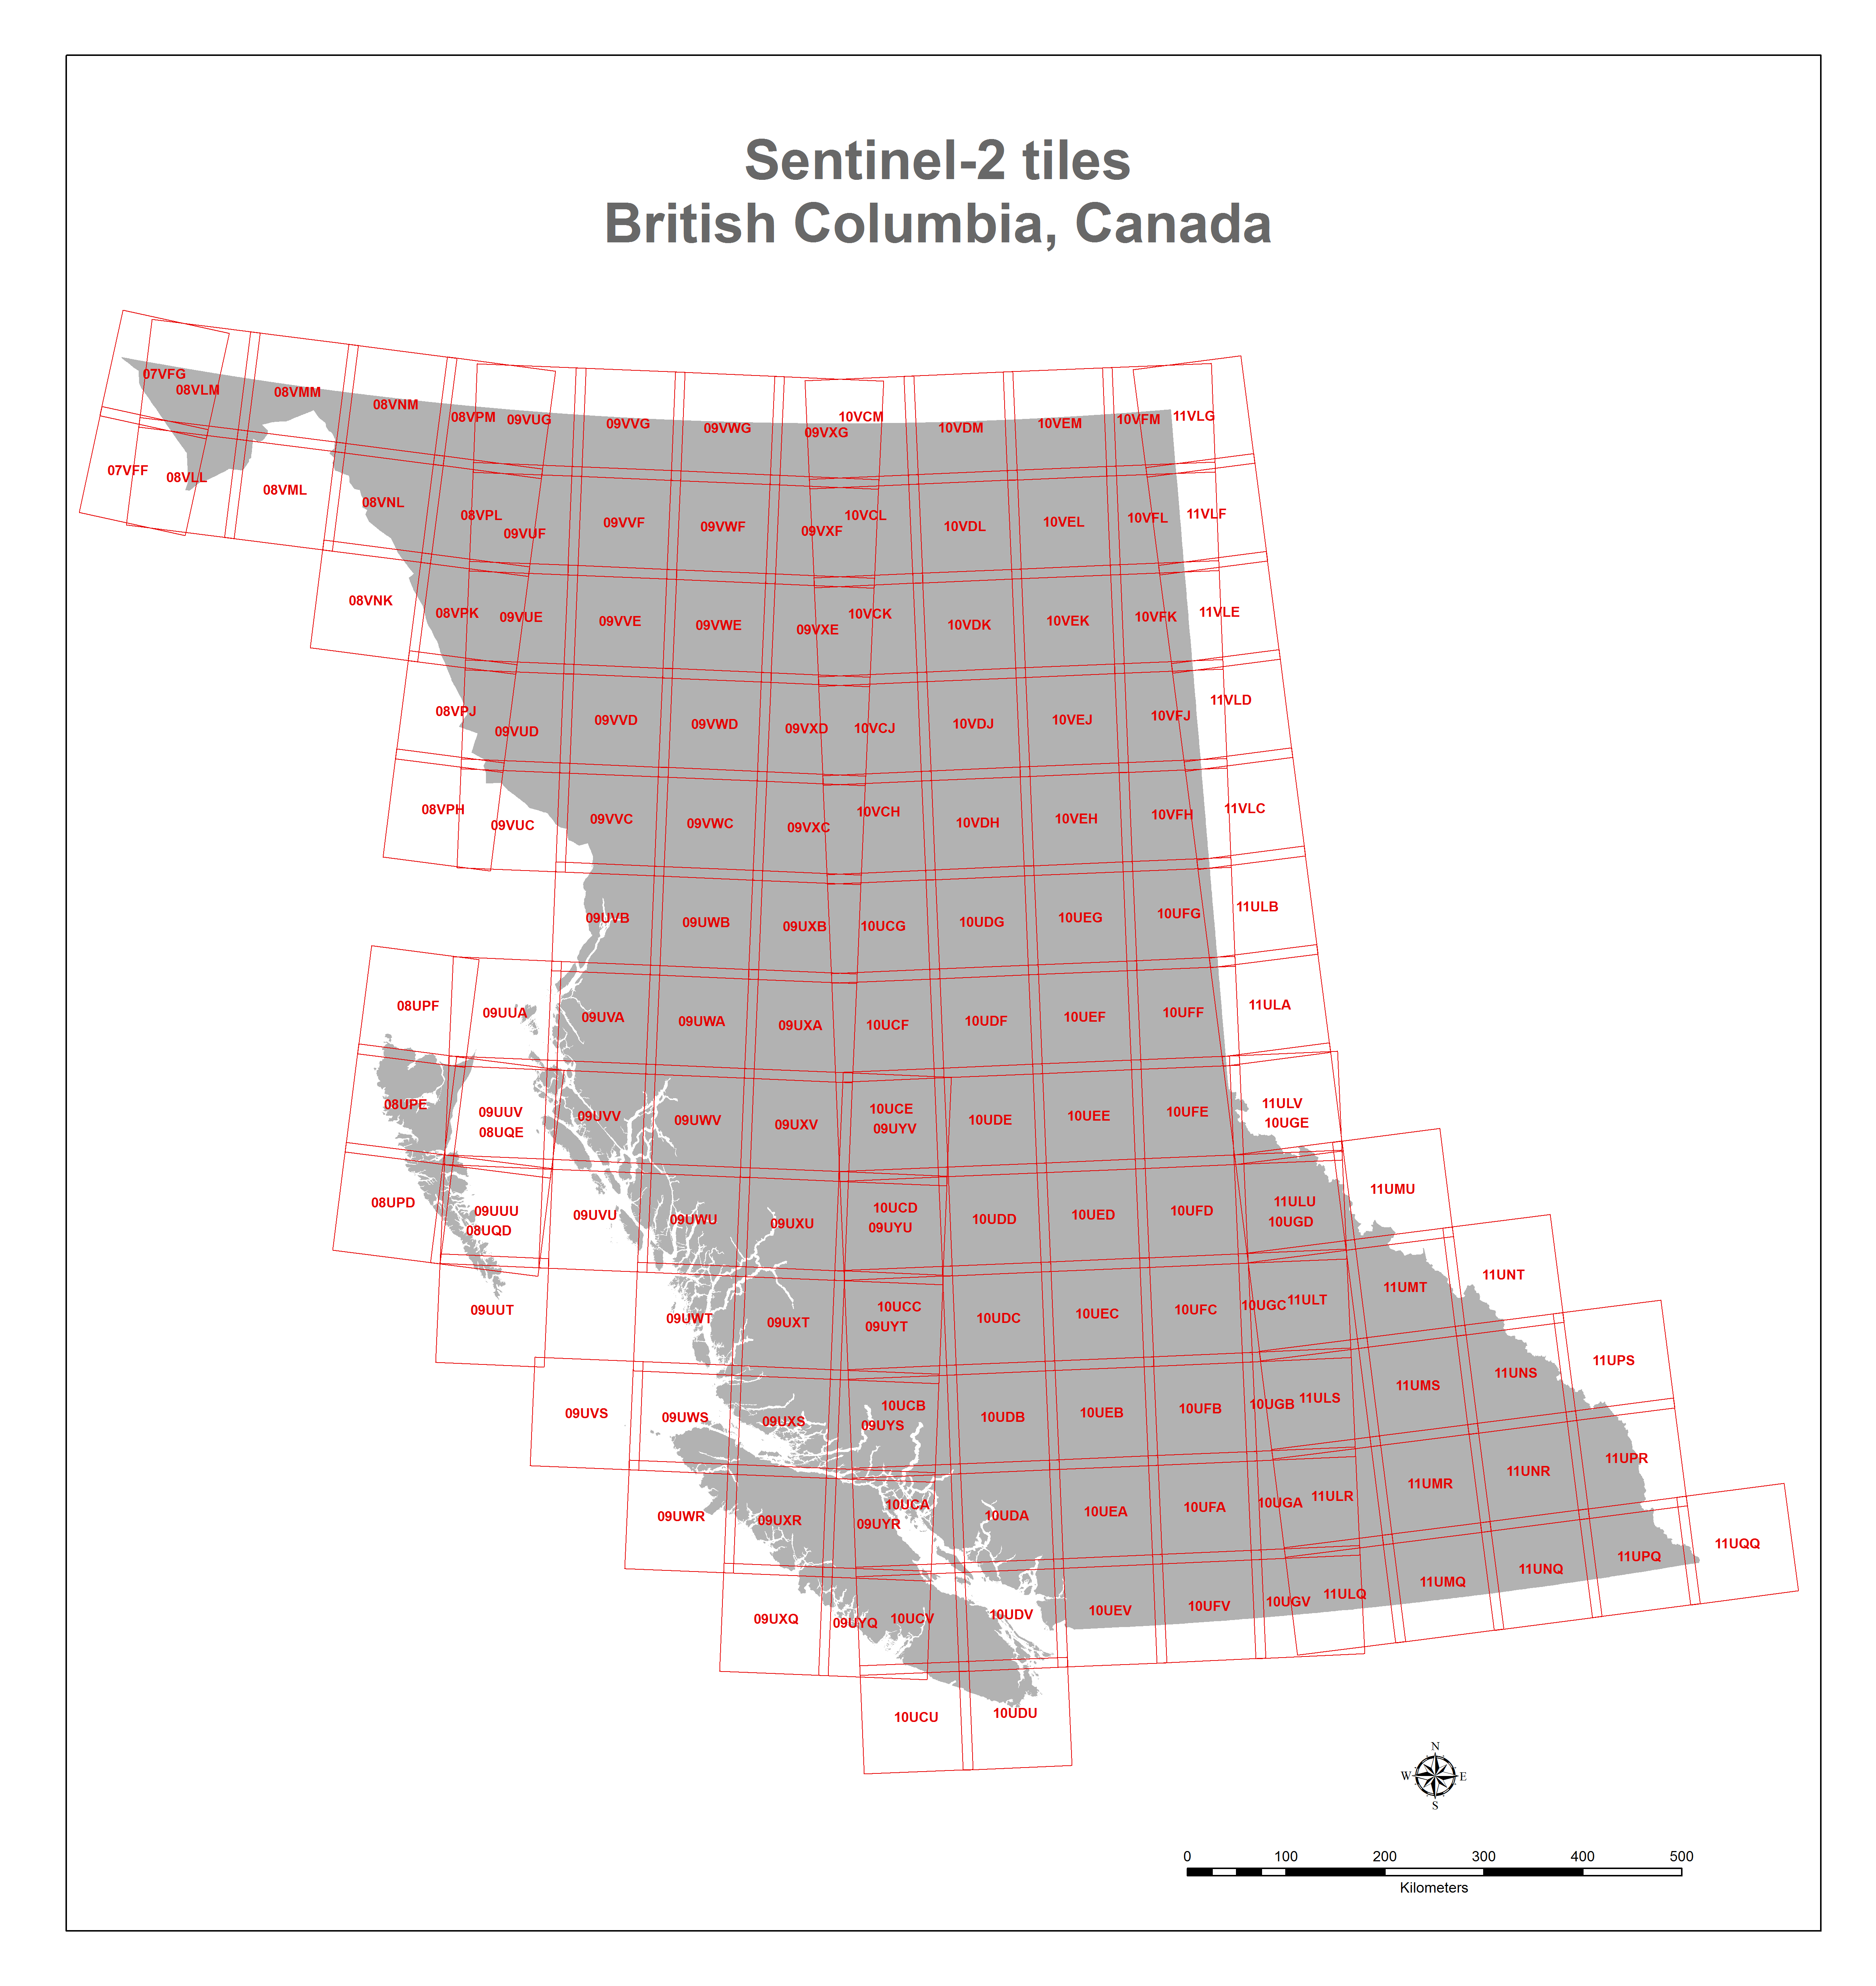 Sentinel-2 tiles
British Columbia, Canada
07VFG
08VLM
08VMM
08VNM
08VPM
09VUG
09VVG
09VWG
09VXG
10VCM
10VDM
10VEM
10VFM
11VLG
07VFF
08VLL
08VML
08VNL
08VPL
09VUF
09VVF
09VWF
09VXF
10VCL
10VDL
10VEL
10VFL
11VLF
08VNK
08VPK
09VUE
09VVE
09VWE
09VXE
10VCK
10VDK
10VEK
10VFK
11VLE
08VPJ
09VUD
09VVD
09VWD
09VXD
10VCJ
10VDJ
10VEJ
10VFJ
11VLD
08VPH
09VUC
09VVC
09VWC
09VXC
10VCH
10VDH
10VEH
10VFH
11VLC
09UVB
09UWB
09UXB
10UCG
10UDG
10UEG
10UFG
11ULB
08UPF
09UUA
09UVA
09UWA
09UXA
10UCF
10UDF
10UEF
10UFF
11ULA
08UPE
09UUV
08UQE
09UVV
09UWV
09UXV
10UCE
09UYV
10UDE
10UEE
10UFE
11ULV
10UGE
08UPD
09UUU
08UQD
09UVU
09UWU
09UXU
10UCD
09UYU
10UDD
10UED
10UFD
11ULU
10UGD
11UMU
09UUT
09UWT
09UXT
10UCC
09UYT
10UDC
10UEC
10UFC
10UGC
11ULT
11UMT
11UNT
09UVS
09UWS
09UXS
10UCB
09UYS
10UDB
10UEB
10UFB
10UGB
11ULS
11UMS
11UNS
11UPS
09UWR
09UXR
10UCA
09UYR
10UDA
10UEA
10UFA
10UGA
11ULR
11UMR
11UNR
11UPR
09UXQ
09UYQ
10UCV
10UDV
10UEV
10UFV
10UGV
11ULQ
11UMQ
11UNQ
11UPQ
11UQQ
10UCU
10UDU
N
W E
S
0 100 200 300 400 500
Kilometers